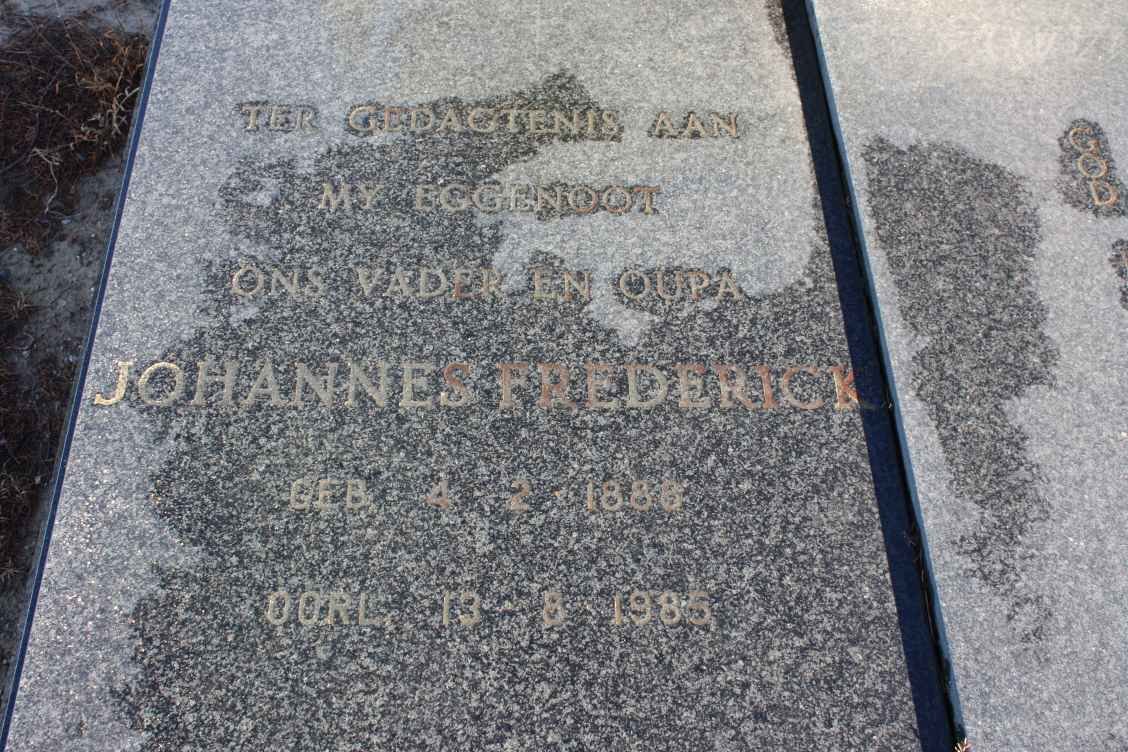 TER GEDAGTENIS AAN
MY EGGENOOT
ONS VADER EN OUPA
JOHANNES FREDERICK
GEB. 4 - 2 - 1888
OORL. 13 - 8 - 1985
GOD